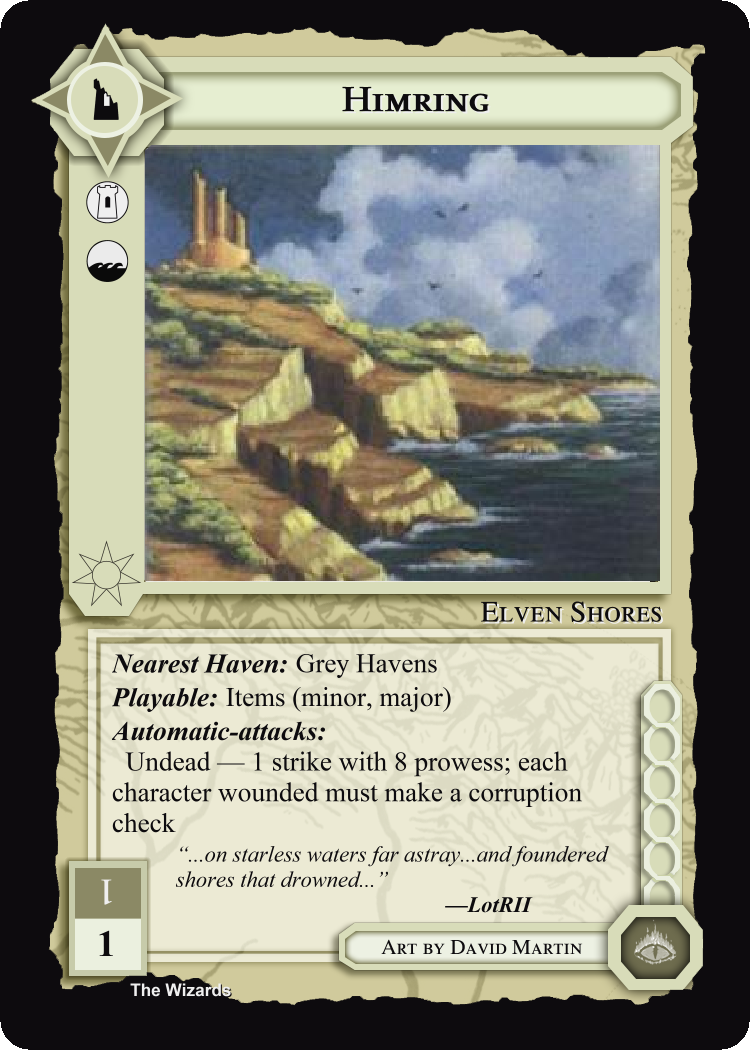 Himring
Elven Shores
Nearest Haven: Grey Havens
Playable: Items (minor, major)
Automatic-attacks:
Undead — 1 strike with 8 prowess; each
character wounded must make a corruption
check
“...on starless waters far astray...and foundered
shores that drowned...”
—LotRII
1
1
Art by David Martin
The Wizards